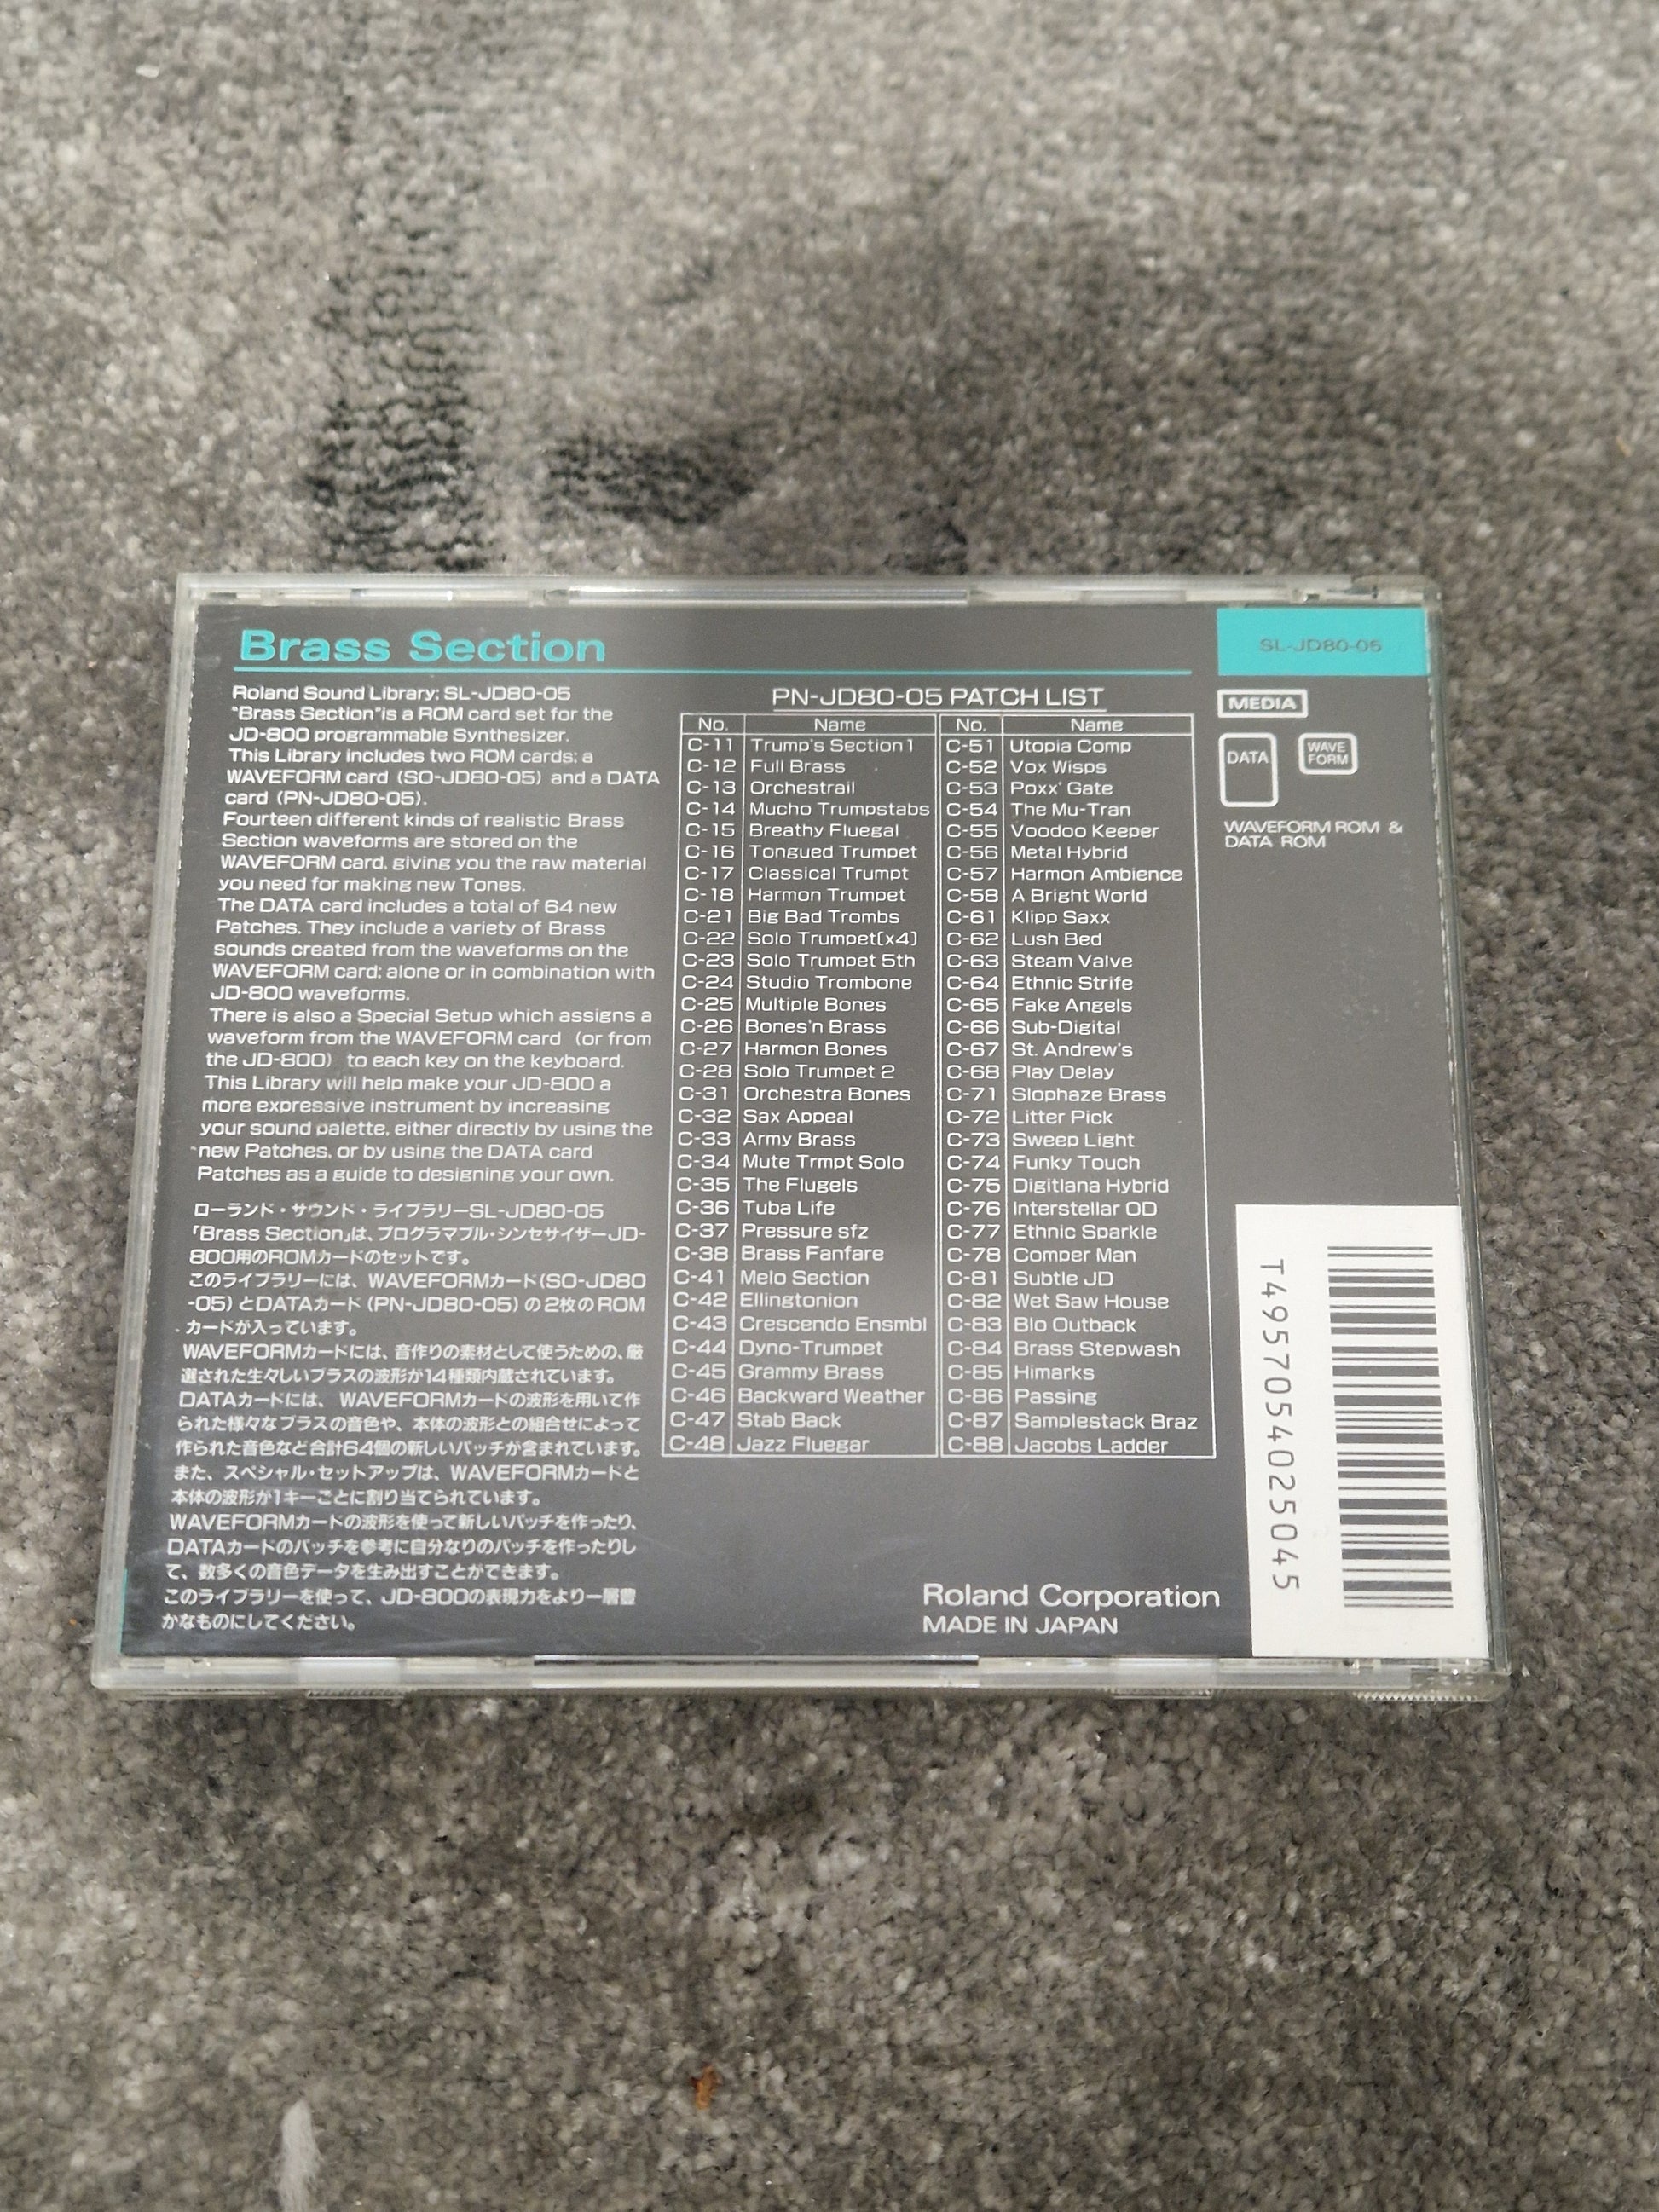 Brass Section
Roland Sound Library: SL-JD80-05
"Brass Section"is a ROM card set for the
JD-800 programmable Synthesizer.
This Library includes two ROM cards: a
WAVEFORM card (SO-JD80-05) and a DATA
card (PN-JD80-05).
Fourteen different kinds of realistic Brass
Section waveforms are stored on the
WAVEFORM card, giving you the raw material
you need for making new Tones.
The DATA card includes a total of 64 new
Patches. They include a variety of Brass
sounds created from the waveforms on the
WAVEFORM card: alone or in combination with
JD-800 waveforms.
There is also a Special Setup which assigns a
waveform from the WAVEFORM card (or from
the JD-800) to each key on the keyboard.
This Library will help make your JD-800 a
more expressive instrument by increasing
your sound palette, either directly by using the
new Patches, or by using the DATA card
Patches as a guide to designing your own.
ローランド・サウンド・ライブラリーSL-JD80-05
「Brass Section」は、プログラマブル・シンセサイザーJD-
800用のROMカードのセットです。
このライブラリーには、WAVEFORMカード(SO-JD80
-05)とDATAカード(PN-JD80-05)の2枚のROM
カードが入っています。
WAVEFORMカードには、音作りの素材として使うための、厳
選された生々しいブラスの波形が14種類内蔵されています。
DATAカードには、WAVEFORMカードの波形を用いて作
られた様々なブラスの音色や、本体の波形との組合せによって
作られた音色など合計64個の新しいパッチが含まれています。
また、スペシャル・セットアップは、WAVEFORMカードと
本体の波形が1キーごとに割り当てられています。
WAVEFORMカードの波形を使って新しいパッチを作ったり、
DATAカードのパッチを参考に自分なりのパッチを作ったりし
て、数多くの音色データを生み出すことができます。
このライブラリーを使って、JD-800の表現力をより一層豊
かなものにしてください。
PN-JD80-05 PATCH LIST
No. Name No. Name
C-11 Trump's Section1 C-51 Utopia Comp
C-12 Full Brass C-52 Vox Wisps
C-13 Orchestrail C-53 Poxx' Gate
C-14 Mucho Trumpstabs C-54 The Mu-Tran
C-15 Breathy Fluegal C-55 Voodoo Keeper
C-16 Tongued Trumpet C-56 Metal Hybrid
C-17 Classical Trumpt C-57 Harmon Ambience
C-18 Harmon Trumpet C-58 A Bright World
C-21 Big Bad Trombs C-61 Klipp Saxx
C-22 Solo Trumpet(x4) C-62 Lush Bed
C-23 Solo Trumpet 5th C-63 Steam Valve
C-24 Studio Trombone C-64 Ethnic Strife
C-25 Multiple Bones C-65 Fake Angels
C-26 Bones'n Brass C-66 Sub-Digital
C-27 Harmon Bones C-67 St. Andrew's
C-28 Solo Trumpet 2 C-68 Play Delay
C-31 Orchestra Bones C-71 Slophaze Brass
C-32 Sax Appeal C-72 Litter Pick
C-33 Army Brass C-73 Sweep Light
C-34 Mute Trmpt Solo C-74 Funky Touch
C-35 The Flugels C-75 Digitlana Hybrid
C-36 Tuba Life C-76 Interstellar OD
C-37 Pressure sfz C-77 Ethnic Sparkle
C-38 Brass Fanfare C-78 Comper Man
C-41 Melo Section C-81 Subtle JD
C-42 Ellingtonion C-82 Wet Saw House
C-43 Crescendo Ensmbl C-83 Blo Outback
C-44 Dyno-Trumpet C-84 Brass Stepwash
C-45 Grammy Brass C-85 Himarks
C-46 Backward Weather C-86 Passing
C-47 Stab Back C-87 Samplestack Braz
C-48 Jazz Fluegar C-88 Jacobs Ladder
Roland Corporation
MADE IN JAPAN
SL-JD80-05
MEDIA
DATA
WAVE
FORM
WAVEFORM ROM &
DATA ROM
T4957054025045